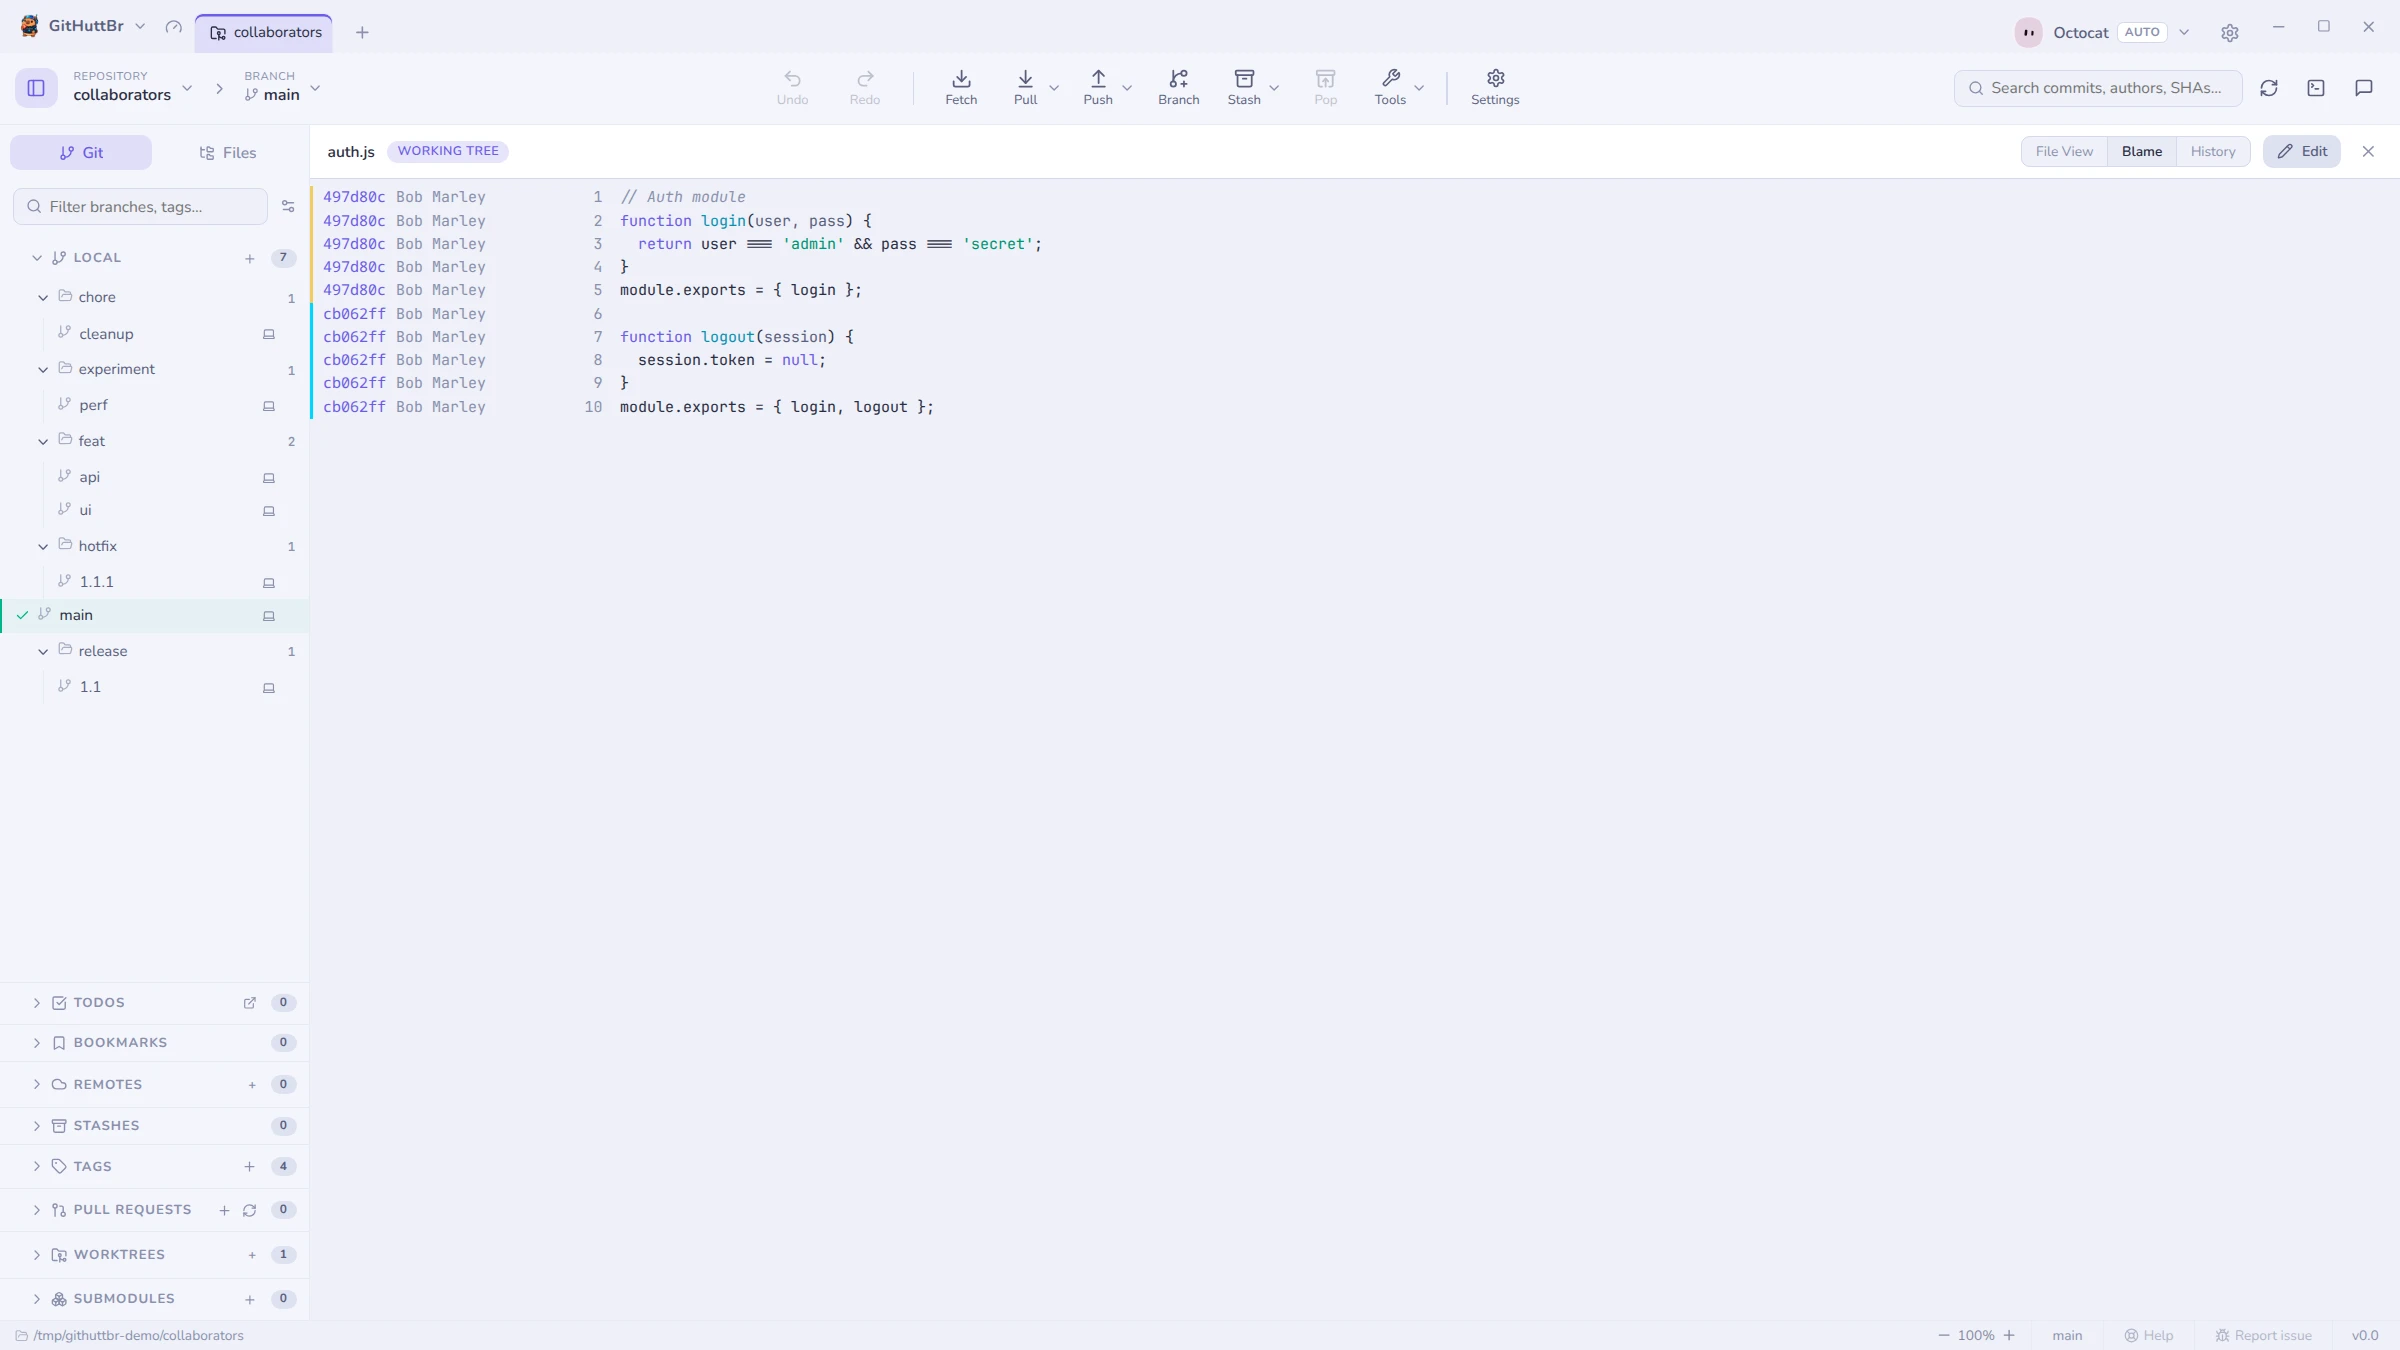 GitHuttBr
collaborators
Octocat AUTO
REPOSITORY
collaborators
BRANCH
main
Undo
Redo
Fetch
Pull
Push
Branch
Stash
Pop
Tools
Settings
Search commits, authors, SHAs...
Git
Files
Filter branches, tags...
LOCAL 7
chore 1
cleanup
experiment 1
perf
feat 2
api
ui
hotfix 1
1.1.1
main
release 1
1.1
TODOS 0
BOOKMARKS 0
REMOTES 0
STASHES 0
TAGS 4
PULL REQUESTS 0
WORKTREES 1
SUBMODULES 0
auth.js WORKING TREE
File View Blame History Edit
497d80c Bob Marley 1 // Auth module
497d80c Bob Marley 2 function login(user, pass) {
497d80c Bob Marley 3 return user === 'admin' && pass === 'secret';
497d80c Bob Marley 4 }
497d80c Bob Marley 5 module.exports = { login };
cb062ff Bob Marley 6
cb062ff Bob Marley 7 function logout(session) {
cb062ff Bob Marley 8 session.token = null;
cb062ff Bob Marley 9 }
cb062ff Bob Marley 10 module.exports = { login, logout };
/tmp/githuttbr-demo/collaborators
100%
main
Help
Report issue
v0.0